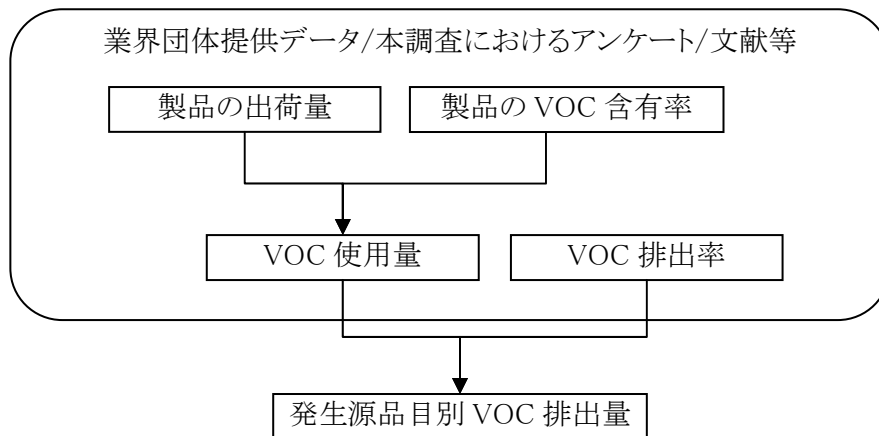 業界団体提供データ/本調査におけるアンケート/文献等
製品の出荷量
製品の VOC 含有率
VOC 使用量
VOC 排出率
発生源品目別 VOC 排出量